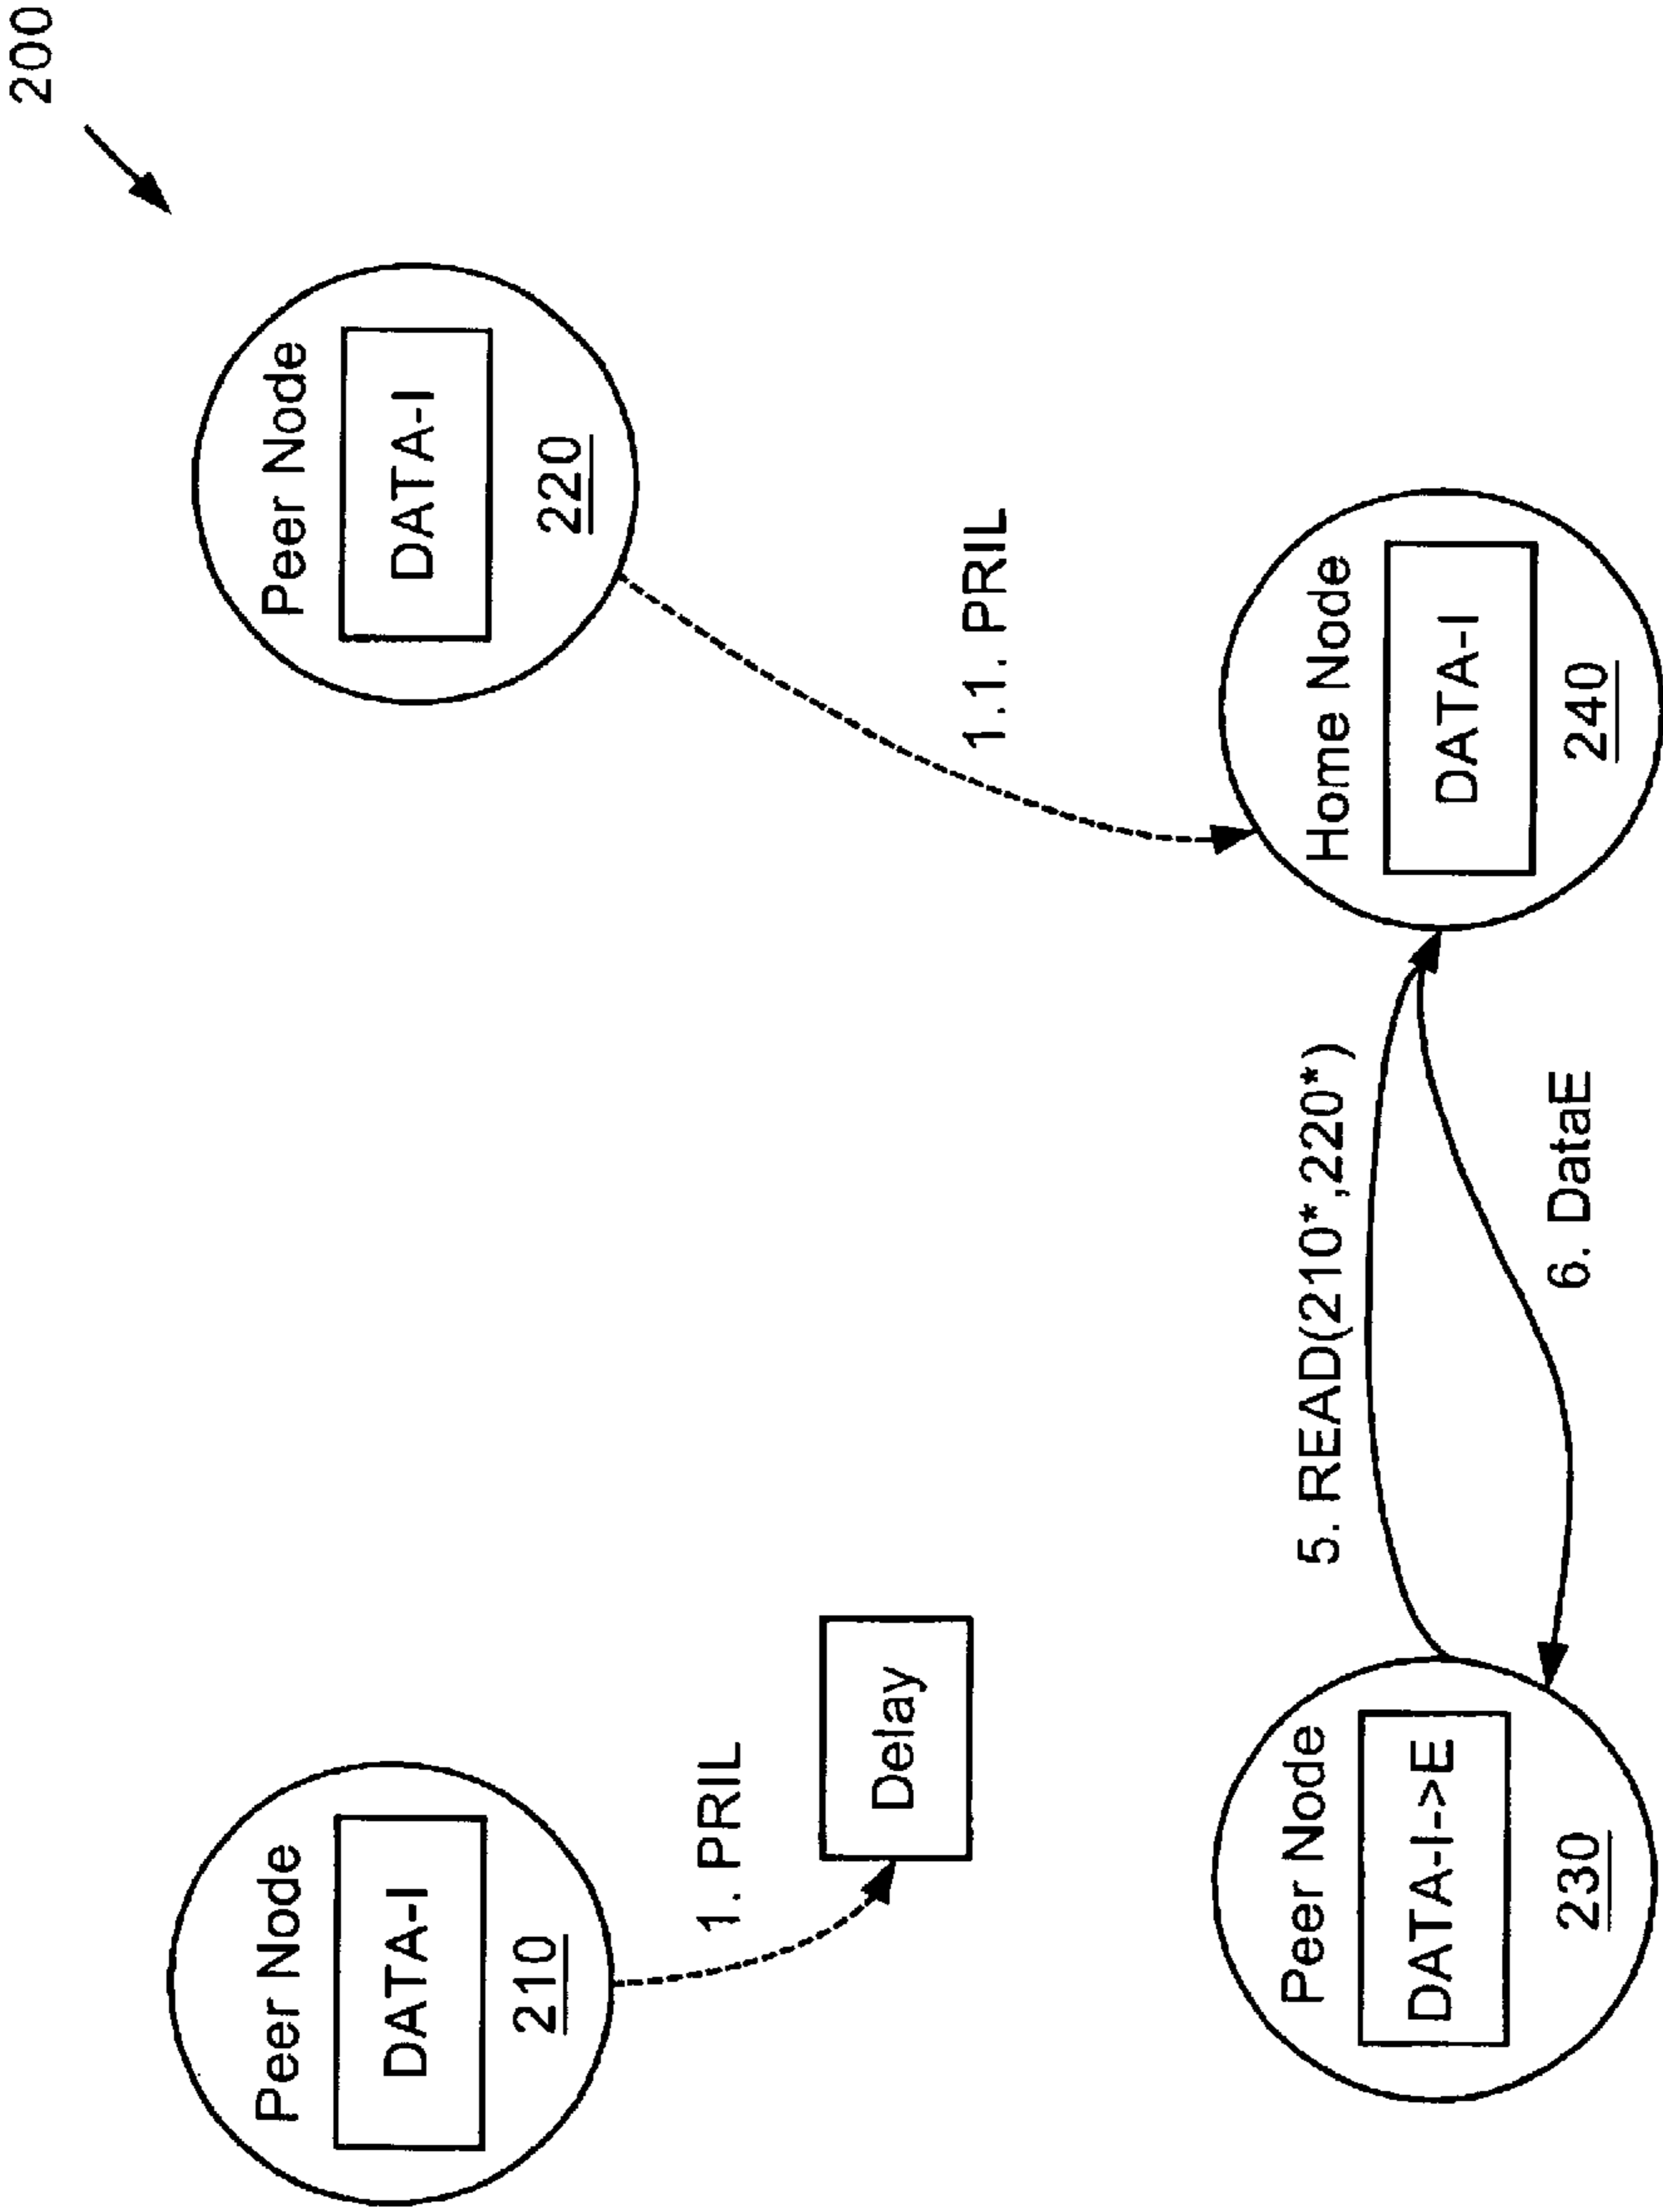 200
Peer Node
DATA-I
210
Peer Node
DATA-I
220
1. PRIL
Delay
1.1. PRIL
Peer Node
DATA-I->E
230
5. READ(210*,220*)
6. DataE
Home Node
DATA-I
240